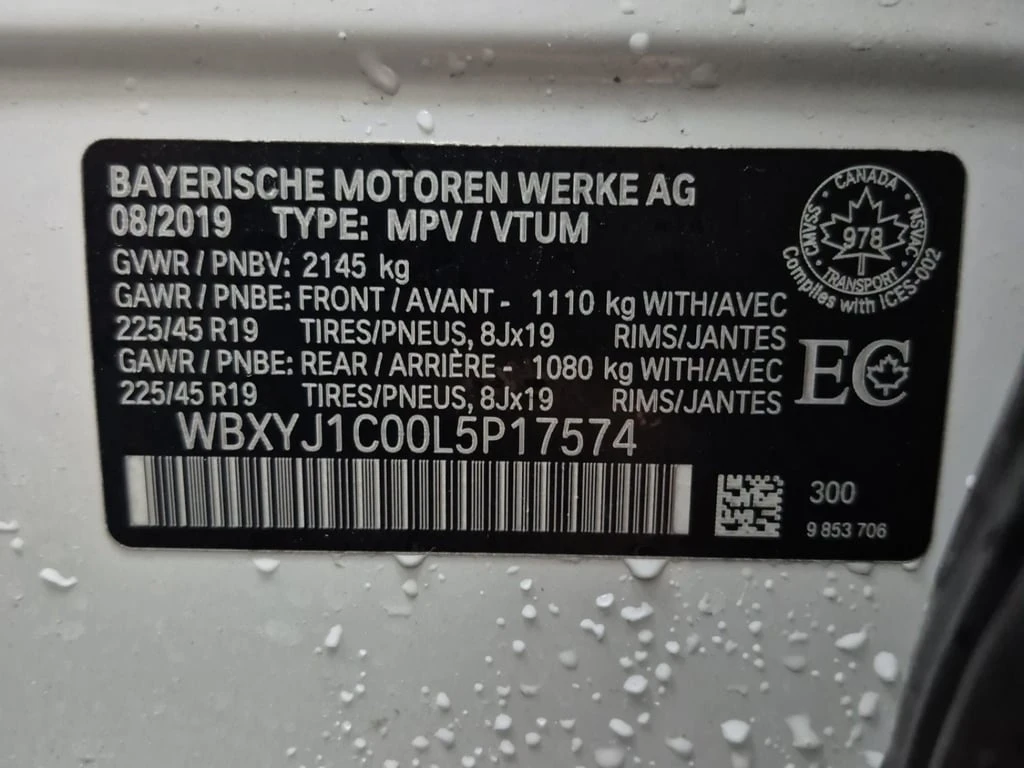 BAYERISCHE MOTOREN WERKE AG
08/2019 TYPE: MPV / VTUM
GVWR / PNBV: 2145 kg
GAWR / PNBE: FRONT / AVANT - 1110 kg WITH/AVEC
225/45 R19 TIRES/PNEUS, 8Jx19 RIMS/JANTES
GAWR / PNBE: REAR / ARRIÈRE - 1080 kg WITH/AVEC
225/45 R19 TIRES/PNEUS, 8Jx19 RIMS/JANTES
WBXYJ1C00L5P17574
CANADA
CMVSS
978
NSVAC
TRANSPORT
Complies with ICES-002
EC
300
9 853 706